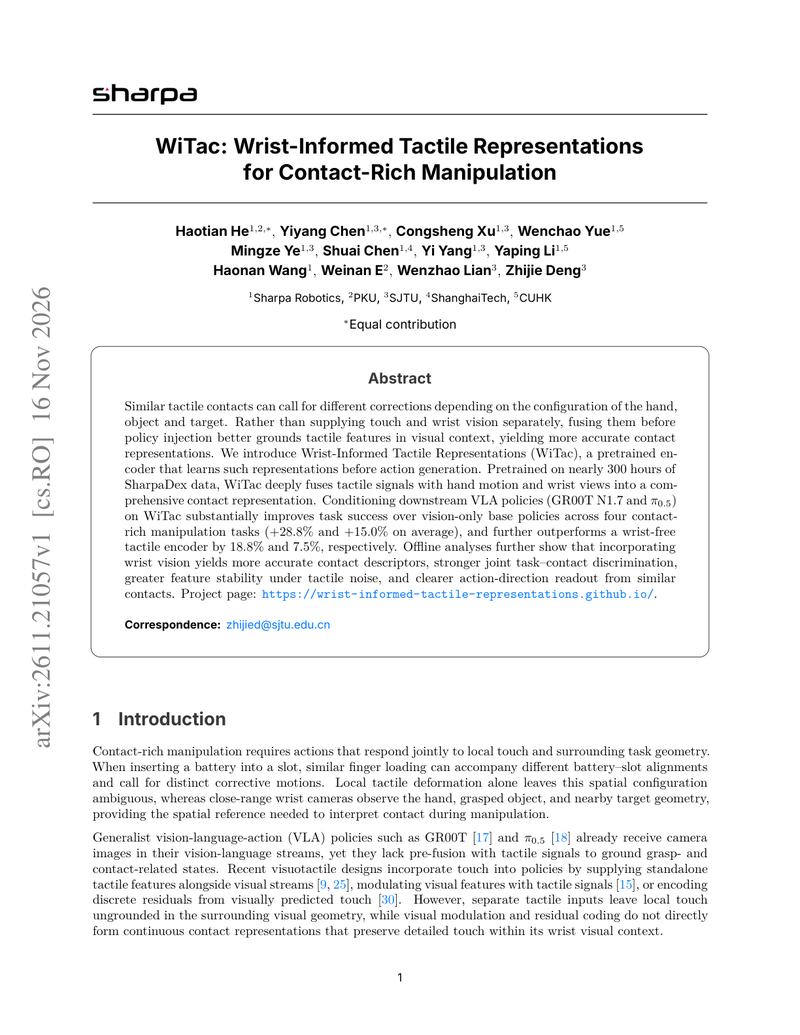 sharpa
WiTac: Wrist-Informed Tactile Representations
for Contact-Rich Manipulation
Haotian He1,2,∗, Yiyang Chen1,3,∗, Congsheng Xu1,3, Wenchao Yue1,5
Mingze Ye1,3, Shuai Chen1,4, Yi Yang1,3, Yaping Li1,5
Haonan Wang1, Weinan E2, Wenzhao Lian3, Zhijie Deng3
1Sharpa Robotics, 2PKU, 3SJTU, 4ShanghaiTech, 5CUHK
∗Equal contribution
Abstract
Similar tactile contacts can call for different corrections depending on the configuration of the hand,
object and target. Rather than supplying touch and wrist vision separately, fusing them before
policy injection better grounds tactile features in visual context, yielding more accurate contact
representations. We introduce Wrist-Informed Tactile Representations (WiTac), a pretrained en-
coder that learns such representations before action generation. Pretrained on nearly 300 hours of
SharpaDex data, WiTac deeply fuses tactile signals with hand motion and wrist views into a com-
prehensive contact representation. Conditioning downstream VLA policies (GR00T N1.7 and π0.5)
on WiTac substantially improves task success over vision-only base policies across four contact-
rich manipulation tasks (+28.8% and +15.0% on average), and further outperforms a wrist-free
tactile encoder by 18.8% and 7.5%, respectively. Offline analyses further show that incorporating
wrist vision yields more accurate contact descriptors, stronger joint task–contact discrimination,
greater feature stability under tactile noise, and clearer action-direction readout from similar
contacts. Project page: https://wrist-informed-tactile-representations.github.io/.
Correspondence: zhijied@sjtu.edu.cn
1 Introduction
Contact-rich manipulation requires actions that respond jointly to local touch and surrounding task geometry.
When inserting a battery into a slot, similar finger loading can accompany different battery–slot alignments
and call for distinct corrective motions. Local tactile deformation alone leaves this spatial configuration
ambiguous, whereas close-range wrist cameras observe the hand, grasped object, and nearby target geometry,
providing the spatial reference needed to interpret contact during manipulation.
Generalist vision-language-action (VLA) policies such as GR00T [17] and π0.5 [18] already receive camera
images in their vision-language streams, yet they lack pre-fusion with tactile signals to ground grasp- and
contact-related states. Recent visuotactile designs incorporate touch into policies by supplying standalone
tactile features alongside visual streams [9, 25], modulating visual features with tactile signals [15], or encoding
discrete residuals from visually predicted touch [30]. However, separate tactile inputs leave local touch
ungrounded in the surrounding visual geometry, while visual modulation and residual coding do not directly
form continuous contact representations that preserve detailed touch within its wrist visual context.
1
arXiv:2611.21057v1 [cs.RO] 16 Nov 2026